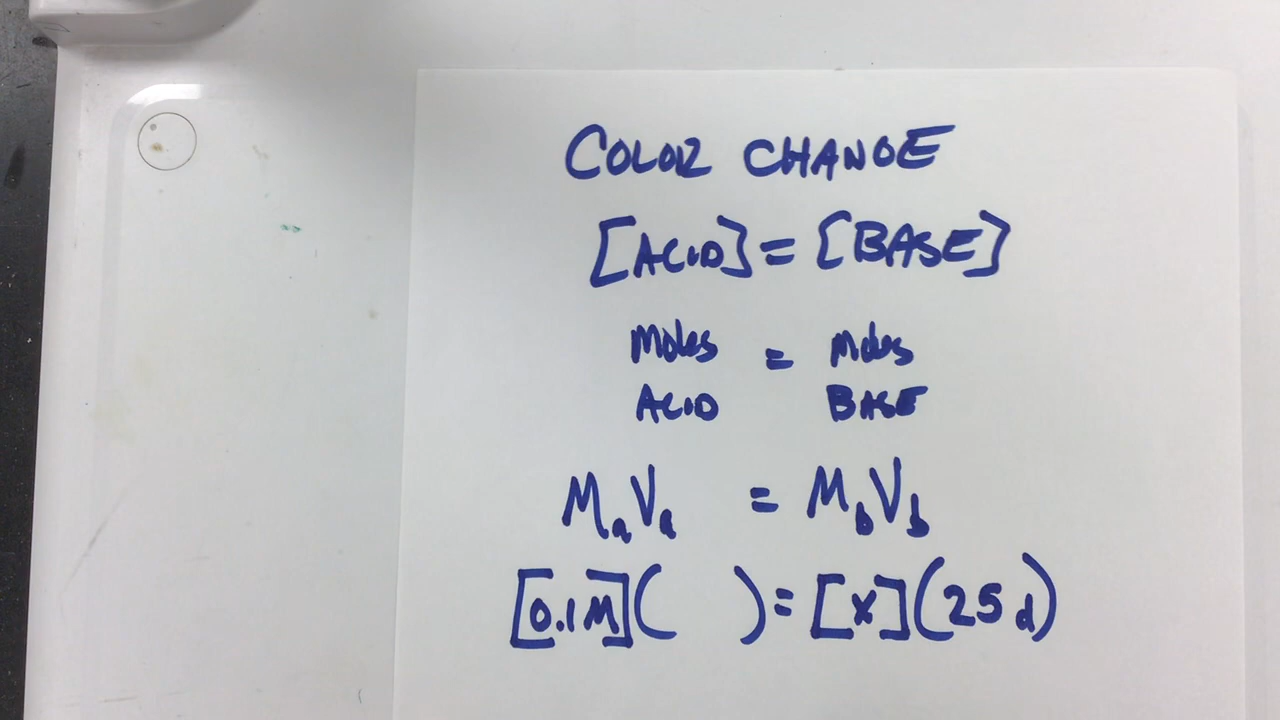 COLOR CHANGE
[ACID] = [BASE]
Moles = Moles
ACID BASE
MaVa = MbVb
[0.1M]( ) = [x](25 d)